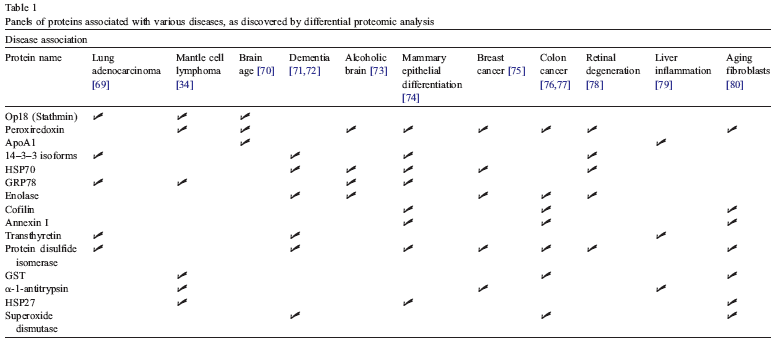 Table 1
Panels of proteins associated with various diseases, as discovered by differential proteomic analysis
Disease association
Protein name Lung adenocarcinoma [69] Mantle cell lymphoma [34] Brain age [70] Dementia [71,72] Alcoholic brain [73] Mammary epithelial differentiation [74] Breast cancer [75] Colon cancer [76,77] Retinal degeneration [78] Liver inflammation [79] Aging fibroblasts [80]
Op18 (Stathmin) ✓ ✓ ✓
Peroxiredoxin ✓ ✓ ✓ ✓ ✓ ✓ ✓ ✓
ApoA1 ✓ ✓
14–3–3 isoforms ✓ ✓ ✓ ✓
HSP70 ✓ ✓ ✓ ✓ ✓
GRP78 ✓ ✓ ✓ ✓
Enolase ✓ ✓ ✓ ✓ ✓
Cofilin ✓ ✓ ✓
Annexin I ✓ ✓ ✓
Transthyretin ✓ ✓ ✓
Protein disulfide ✓ ✓ ✓ ✓ ✓ ✓ ✓
isomerase
GST ✓ ✓ ✓
α-1-antitrypsin ✓ ✓ ✓
HSP27 ✓ ✓ ✓
Superoxide ✓ ✓ ✓
dismutase